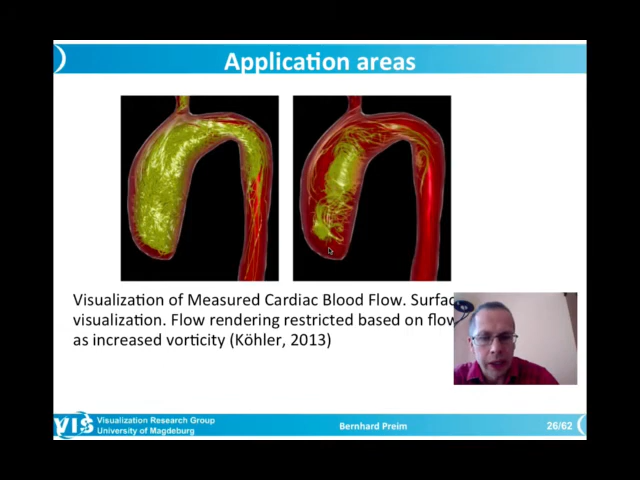 Application areas
Visualization of Measured Cardiac Blood Flow. Surfac
visualization. Flow rendering restricted based on flow
as increased vorticity (Köhler, 2013)
VIS
Visualization Research Group
University of Magdeburg
Bernhard Preim
26/62